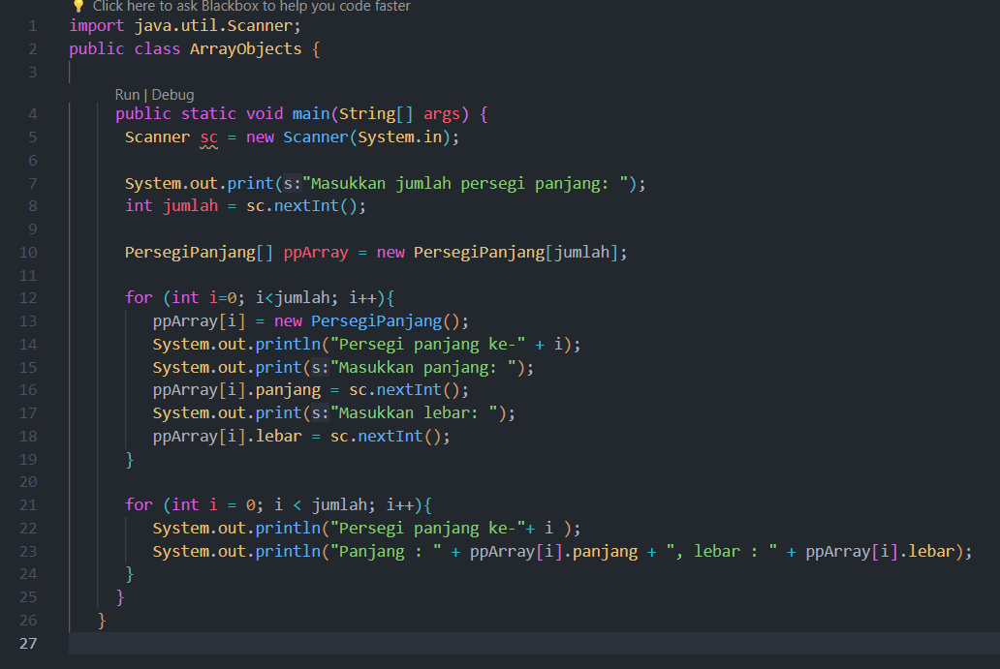 Click here to ask Blackbox to help you code faster
1 import java.util.Scanner;
2 public class ArrayObjects {
3
Run | Debug
4 public static void main(String[] args) {
5 Scanner sc = new Scanner(System.in);
6
7 System.out.print(s:"Masukkan jumlah persegi panjang: ");
8 int jumlah = sc.nextInt();
9
10 PersegiPanjang[] ppArray = new PersegiPanjang[jumlah];
11
12 for (int i=0; i<jumlah; i++){
13 ppArray[i] = new PersegiPanjang();
14 System.out.println("Persegi panjang ke-" + i);
15 System.out.print(s:"Masukkan panjang: ");
16 ppArray[i].panjang = sc.nextInt();
17 System.out.print(s:"Masukkan lebar: ");
18 ppArray[i].lebar = sc.nextInt();
19 }
20
21 for (int i = 0; i < jumlah; i++){
22 System.out.println("Persegi panjang ke-"+ i );
23 System.out.println("Panjang : " + ppArray[i].panjang + ", lebar : " + ppArray[i].lebar);
24 }
25 }
26 }
27